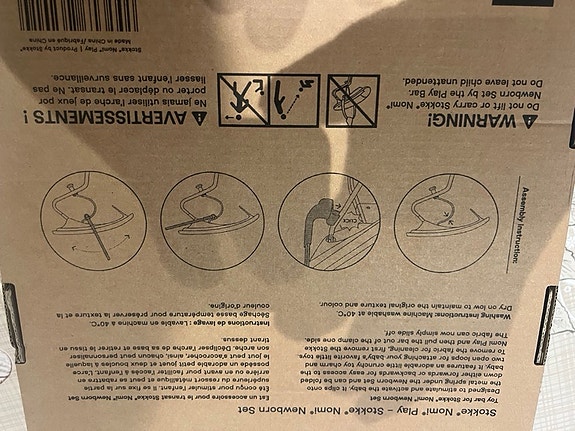 Stokke® Nomi® Play – Stokke® Nomi® Newborn Set
Toy bar for Stokke® Nomi® Newborn Set
Designed to stimulate and activate the baby. It clips onto
the metal spring under the Newborn Set and can be folded
down either forwards or backwards for easy access to the
baby. It features an adorable little crunchy toy charm and
two open loops for attaching your baby's favorite little toys.
To remove the fabric for cleaning, first remove the Stokke
Nomi Play and then pull the bar out of the clamp one side.
The fabric can now simply slide off.
Washing instructions: Machine washable at 40°C.
Dry on low to maintain the original texture and colour.
Est un accessoire pour le transat Stokke® Nomi® Newborn Set
Été conçu pour stimuler l'enfant. Il se fixe sur la partie
supérieure du ressort métallique et peut se rabattre en
arrière ou en avant pour faciliter l'accès à l'enfant. L'arche
possède un adorable petit jouet et deux boucles à laquelle
le jouet peut s'accrocher, ainsi, chacun peut personnaliser
son arche. Décliper l'arche de sa base et retirer le tissu en
tirant dessus.
Instructions de lavage : Lavable en machine à 40°C.
Séchage basse température pour préserver la texture et la
couleur d'origine.
Assembly Instruction:
CLICK
WARNING!
Do not lift or carry Stokke® Nomi®
Newborn Set by the Play Bar.
Do not leave child unattended.
AVERTISSEMENTS !
Ne jamais utiliser l'arche de jeux pour
porter ou déplacer le transat. Ne pas
liasser l'enfant sans surveillance.
Stokke® Nomi® Play | Product by Stokke®
Made in China /Fabriqué en China